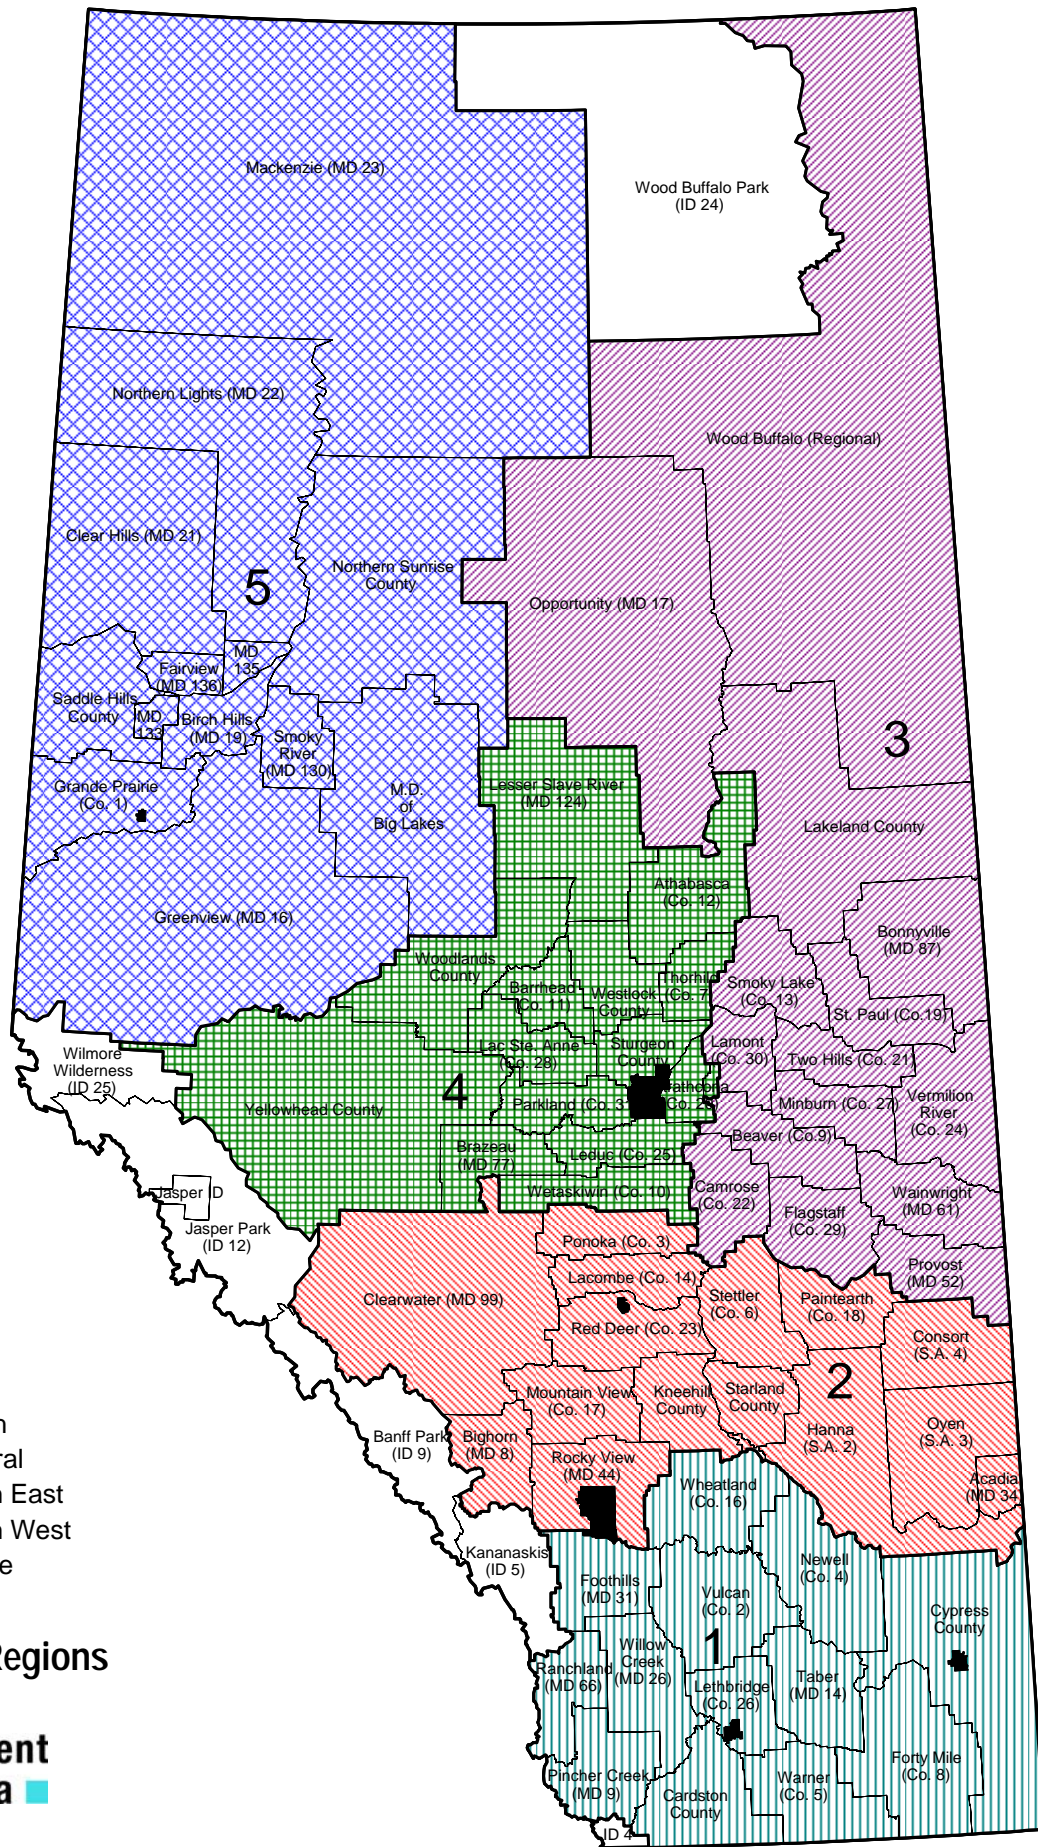 Mackenzie (MD 23)
Wood Buffalo Park
(ID 24)
Northern Lights (MD 22)
Wood Buffalo (Regional)
Clear Hills (MD 21)
5
Northern Sunrise
County
Opportunity (MD 17)
MD
135
Fairview
(MD 136)
Saddle Hills
County
MD
133
Birch Hills
(MD 19)
Smoky
River
(MD 130)
3
Grande Prairie
(Co. 1)
M.D.
of
Big Lakes
Lesser Slave River
(MD 124)
Lakeland County
Athabasca
(Co. 12)
Greenview (MD 16)
Bonnyville
(MD 87)
Woodlands
County
Barrhead
(Co. 11)
Westlock
County
Thorhild
(Co. 7)
Smoky Lake
(Co. 13)
St. Paul (Co.19)
Wilmore
Wilderness
(ID 25)
Lac Ste. Anne
(Co. 28)
Sturgeon
County
Lamont
(Co. 30)
Two Hills (Co. 21)
4
Yellowhead County
Parkland (Co. 3
Minburn (Co. 27)
Vermilion
River
(Co. 24)
Brazeau
(MD 77)
Leduc (Co. 25)
Beaver (Co.9)
Wetaskiwin (Co. 10)
Camrose
(Co. 22)
Wainwright
(MD 61)
Jasper ID
Jasper Park
(ID 12)
Flagstaff
(Co. 29)
Ponoka (Co. 3)
Provost
(MD 52)
Clearwater (MD 99)
Lacombe (Co. 14)
Stettler
(Co. 6)
Paintearth
(Co. 18)
Red Deer (Co. 23)
Consort
(S.A. 4)
2
Mountain View
(Co. 17)
Kneehill
County
Starland
County
Hanna
(S.A. 2)
Oyen
(S.A. 3)
Banff Park
(ID 9)
Bighorn
(MD 8)
Rocky View
(MD 44)
Wheatland
(Co. 16)
Acadia
(MD 34)
Kananaskis
(ID 5)
Foothills
(MD 31)
Vulcan
(Co. 2)
Newell
(Co. 4)
Cypress
County
1
Ranchland
(MD 66)
Willow
Creek
(MD 26)
Lethbridge
(Co. 26)
Taber
(MD 14)
Pincher Creek
(MD 9)
Cardston
County
Warner
(Co. 5)
Forty Mile
(Co. 8)
ID 4
n
ral
East
West
e
Regions
ent
a